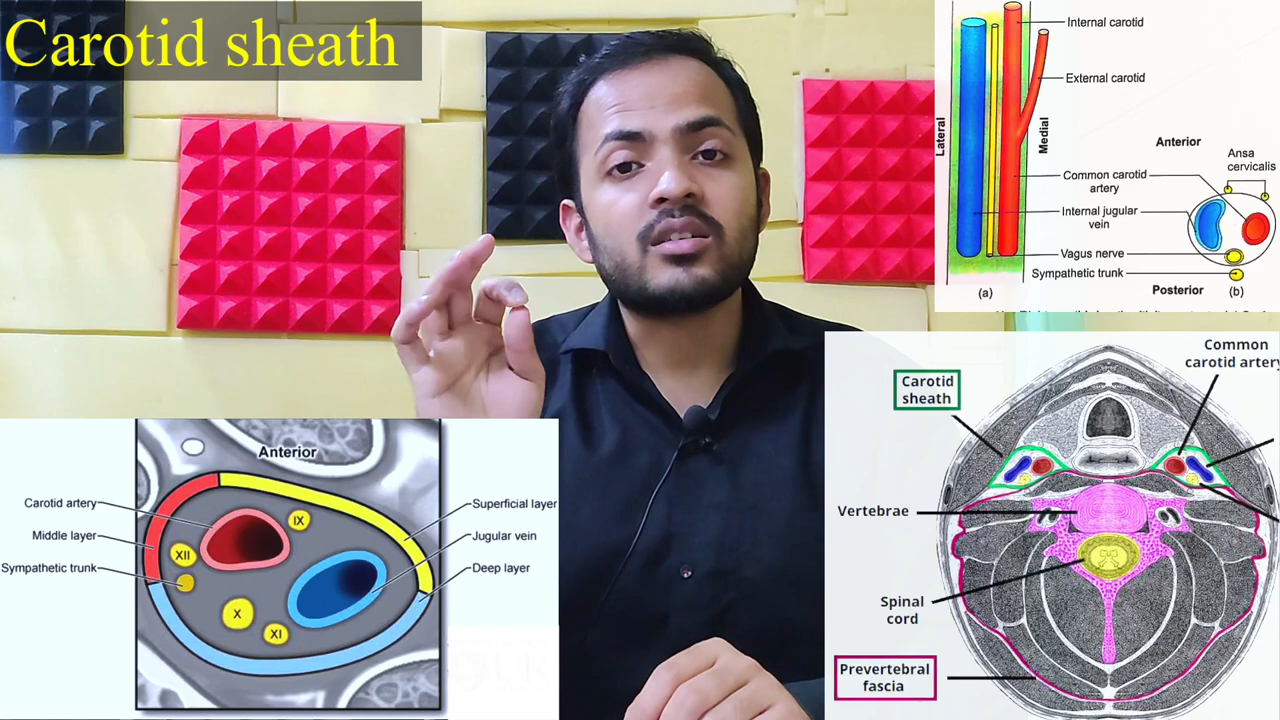 Carotid sheath
Internal carotid
External carotid
Lateral
Medial
Anterior
Ansa
cervicalis
Common carotid
artery
Internal jugular
vein
Vagus nerve
Sympathetic trunk
Posterior
(a)
(b)
Common
carotid artery
Carotid
sheath
Vertebrae
Spinal
cord
Prevertebral
fascia
Anterior
Carotid artery
Middle layer
Sympathetic trunk
IX
XII
X
XI
Superficial layer
Jugular vein
Deep layer